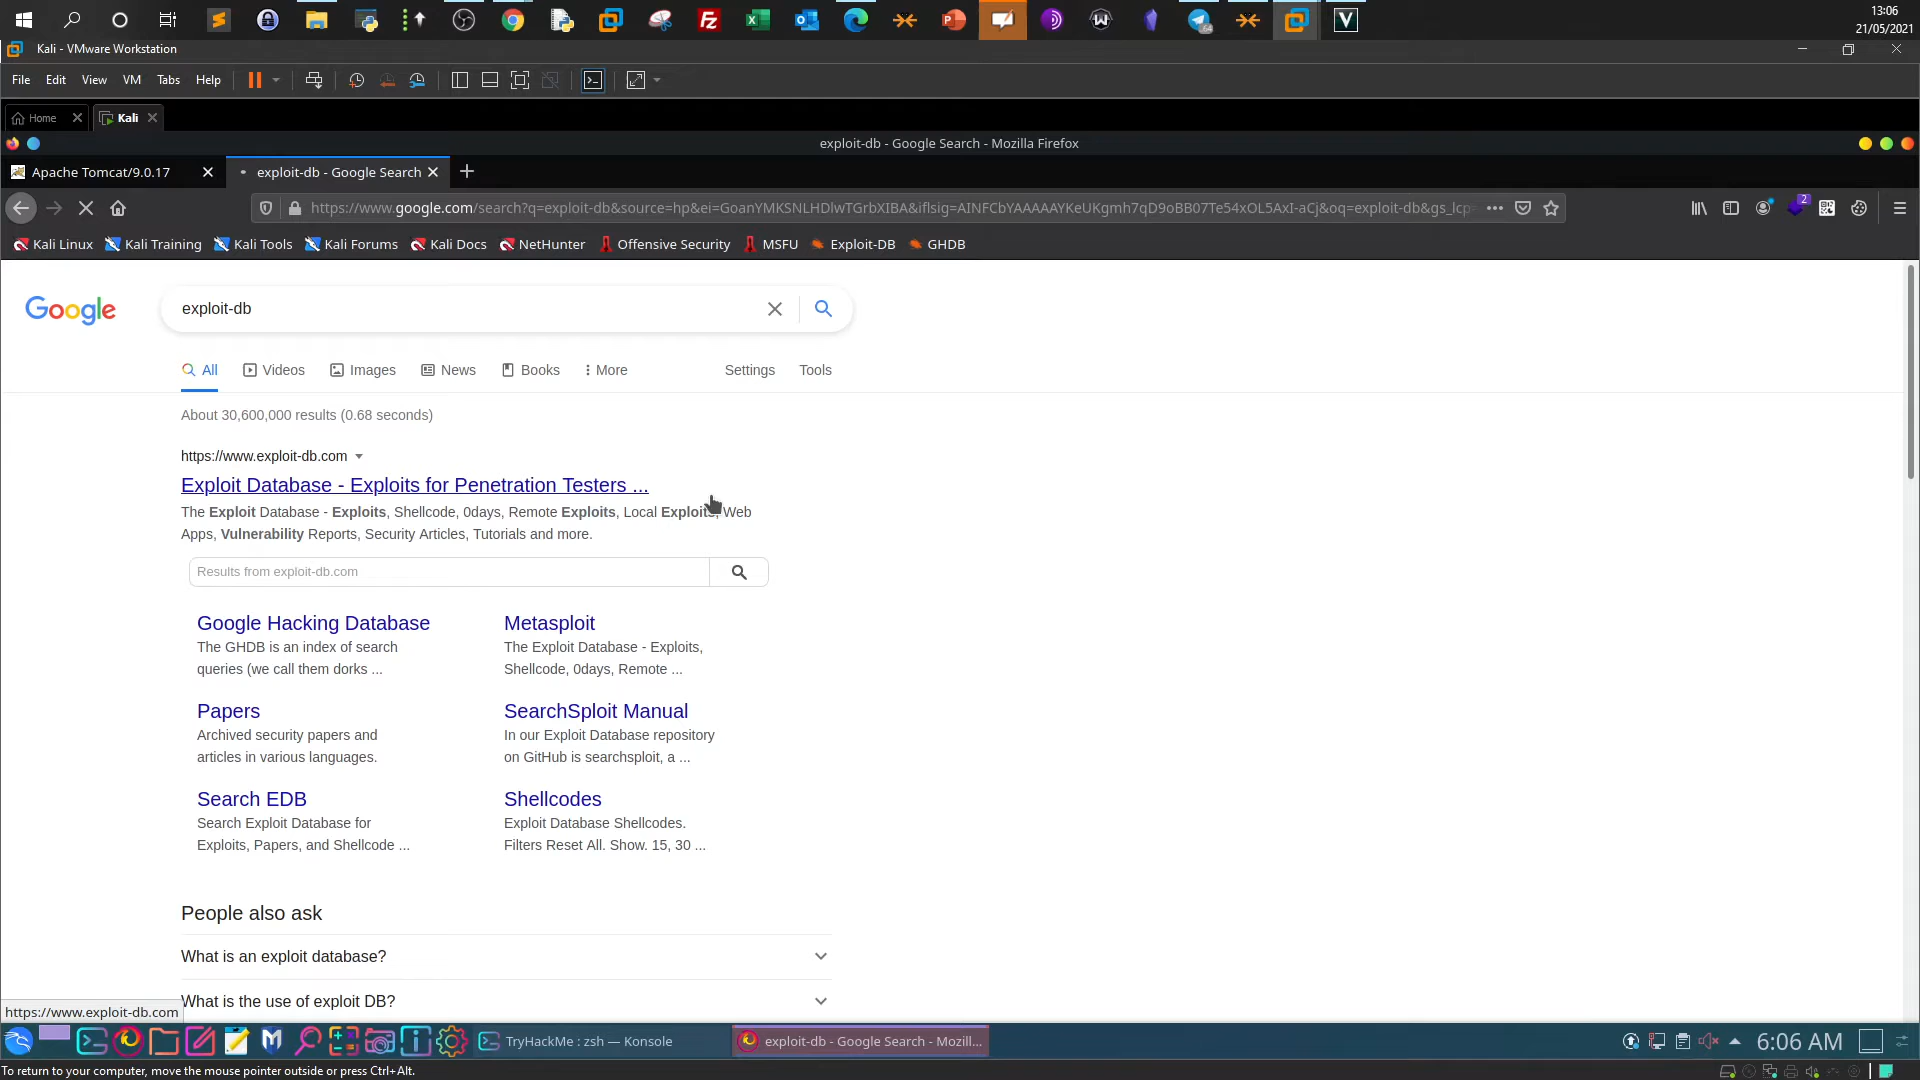 13:06
21/05/2021
Kali - VMware Workstation
File Edit View VM Tabs Help
Home Kali
exploit-db - Google Search - Mozilla Firefox
Apache Tomcat/9.0.17 exploit-db - Google Search
https://www.google.com/search?q=exploit-db&source=hp&ei=GoanYMKSNLHDlwTGrbXIBA&iflsig=AINFCbYAAAAAYKeUKgmh7qD9oBB07Te54xOL5AxI-aCj&oq=exploit-db&gs_lcp=
2
Kali Linux Kali Training Kali Tools Kali Forums Kali Docs NetHunter Offensive Security MSFU Exploit-DB GHDB
Google exploit-db
All Videos Images News Books More Settings Tools
About 30,600,000 results (0.68 seconds)
https://www.exploit-db.com
Exploit Database - Exploits for Penetration Testers ...
The Exploit Database - Exploits, Shellcode, 0days, Remote Exploits, Local Exploits, Web
Apps, Vulnerability Reports, Security Articles, Tutorials and more.
Results from exploit-db.com
Google Hacking Database
The GHDB is an index of search
queries (we call them dorks ...
Metasploit
The Exploit Database - Exploits,
Shellcode, 0days, Remote ...
Papers
Archived security papers and
articles in various languages.
SearchSploit Manual
In our Exploit Database repository
on GitHub is searchsploit, a ...
Search EDB
Search Exploit Database for
Exploits, Papers, and Shellcode ...
Shellcodes
Exploit Database Shellcodes.
Filters Reset All. Show. 15, 30 ...
People also ask
What is an exploit database?
What is the use of exploit DB?
https://www.exploit-db.com
TryHackMe : zsh — Konsole
exploit-db - Google Search - Mozill...
6:06 AM
To return to your computer, move the mouse pointer outside or press Ctrl+Alt.